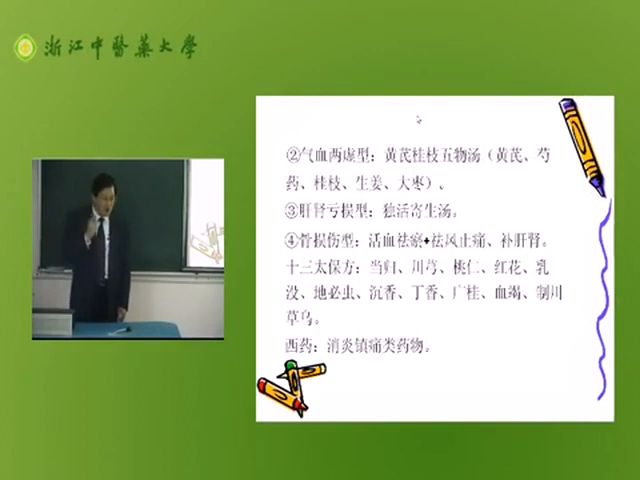 浙江中医药大学
②气血两虚型：黄芪桂枝五物汤（黄芪、芍
药、桂枝、生姜、大枣）。
③肝肾亏损型：独活寄生汤。
④骨损伤型：活血祛瘀+祛风止痛、补肝肾。
十三太保方：当归、川芎、桃仁、红花、乳
没、地必虫、沉香、丁香、广桂、血竭、制川
草乌。
西药：消炎镇痛类药物。